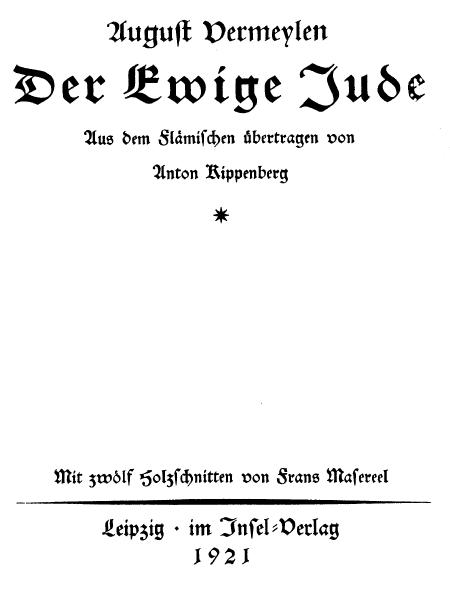 August Vermeylen
Der Ewige Jude
Aus dem Flämischen übertragen von
Anton Kippenberg
Mit zwölf Holzschnitten von Frans Masereel
Leipzig · im Insel-Verlag
1921